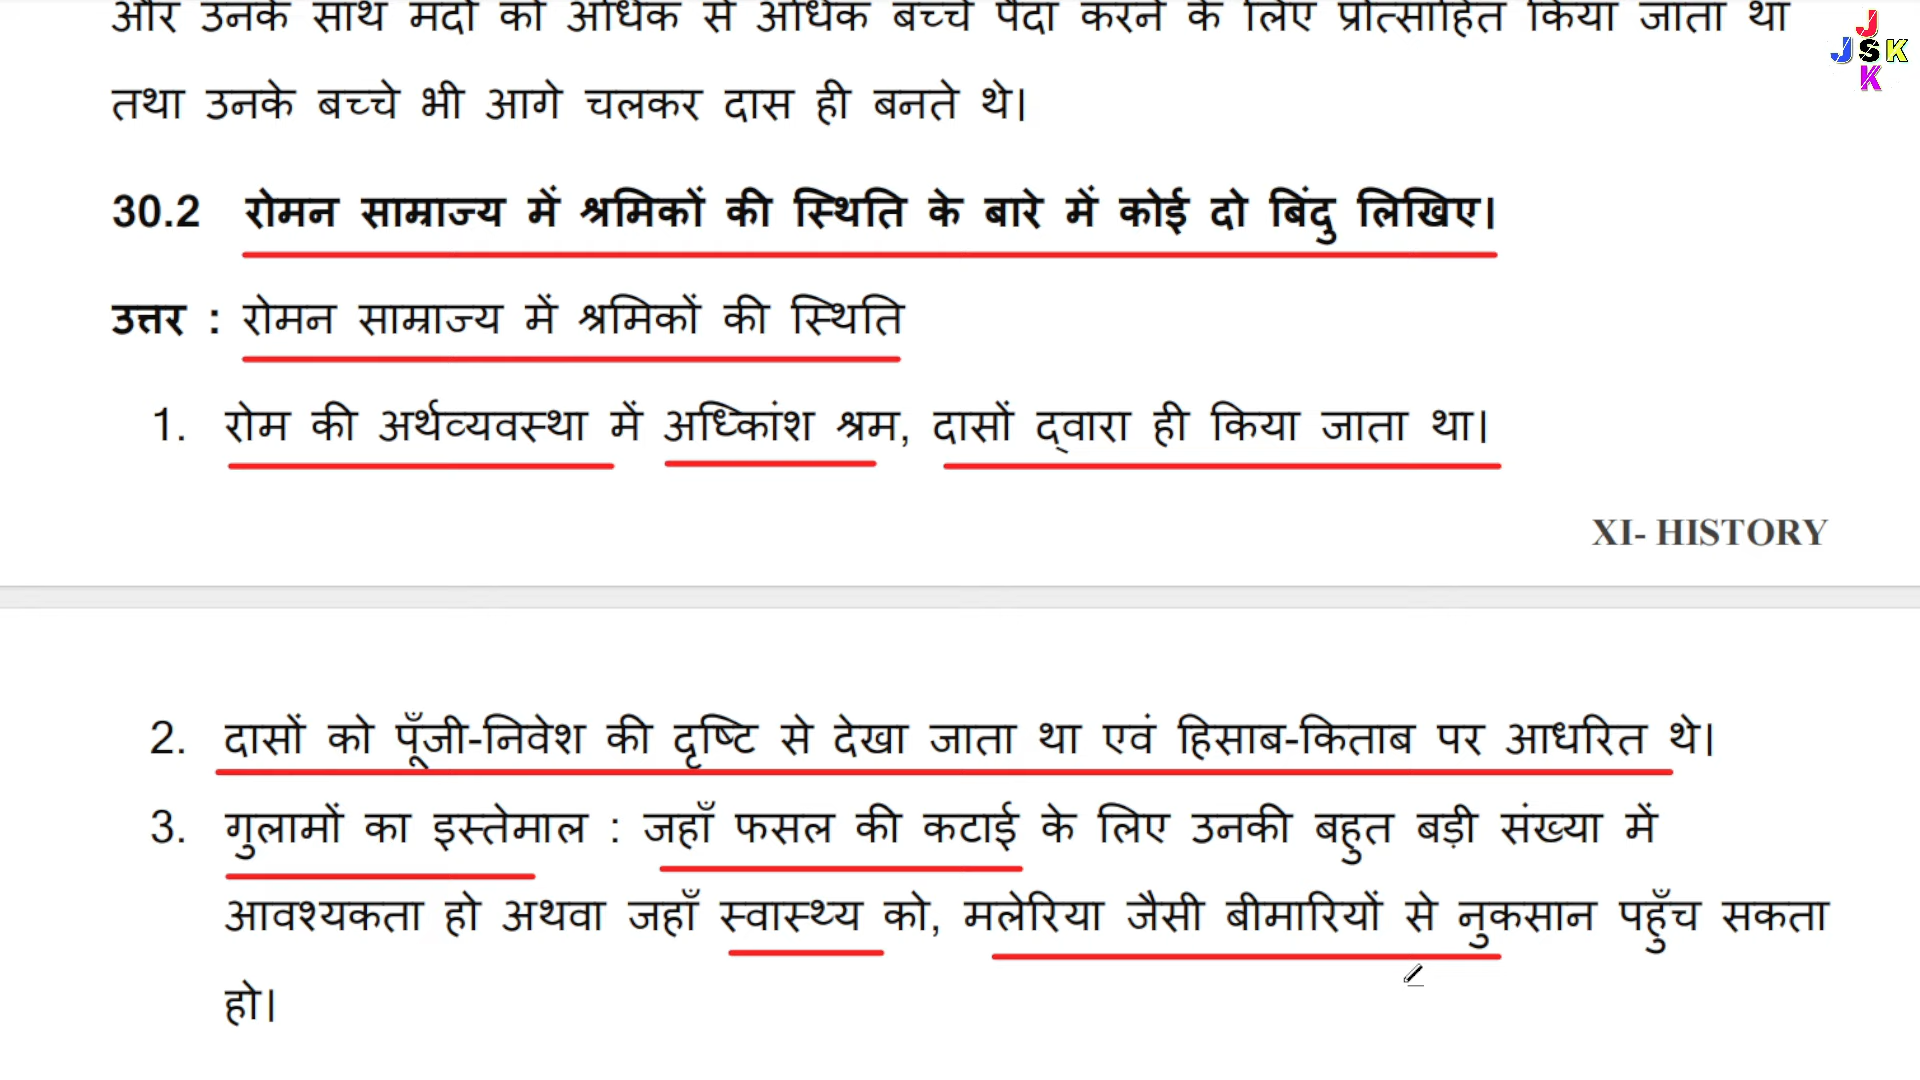 और उनके साथ मर्दों को अधिक से अधिक बच्चे पैदा करने के लिए प्रोत्साहित किया जाता था
तथा उनके बच्चे भी आगे चलकर दास ही बनते थे।
30.2 रोमन साम्राज्य में श्रमिकों की स्थिति के बारे में कोई दो बिंदु लिखिए।
उत्तर : रोमन साम्राज्य में श्रमिकों की स्थिति
1. रोम की अर्थव्यवस्था में अध्किांश श्रम, दासों द्वारा ही किया जाता था।
XI- HISTORY
2. दासों को पूँजी-निवेश की दृष्टि से देखा जाता था एवं हिसाब-किताब पर आधरित थे।
3. गुलामों का इस्तेमाल : जहाँ फसल की कटाई के लिए उनकी बहुत बड़ी संख्या में
आवश्यकता हो अथवा जहाँ स्वास्थ्य को, मलेरिया जैसी बीमारियों से नुकसान पहुँच सकता
हो।
J
J S K
K